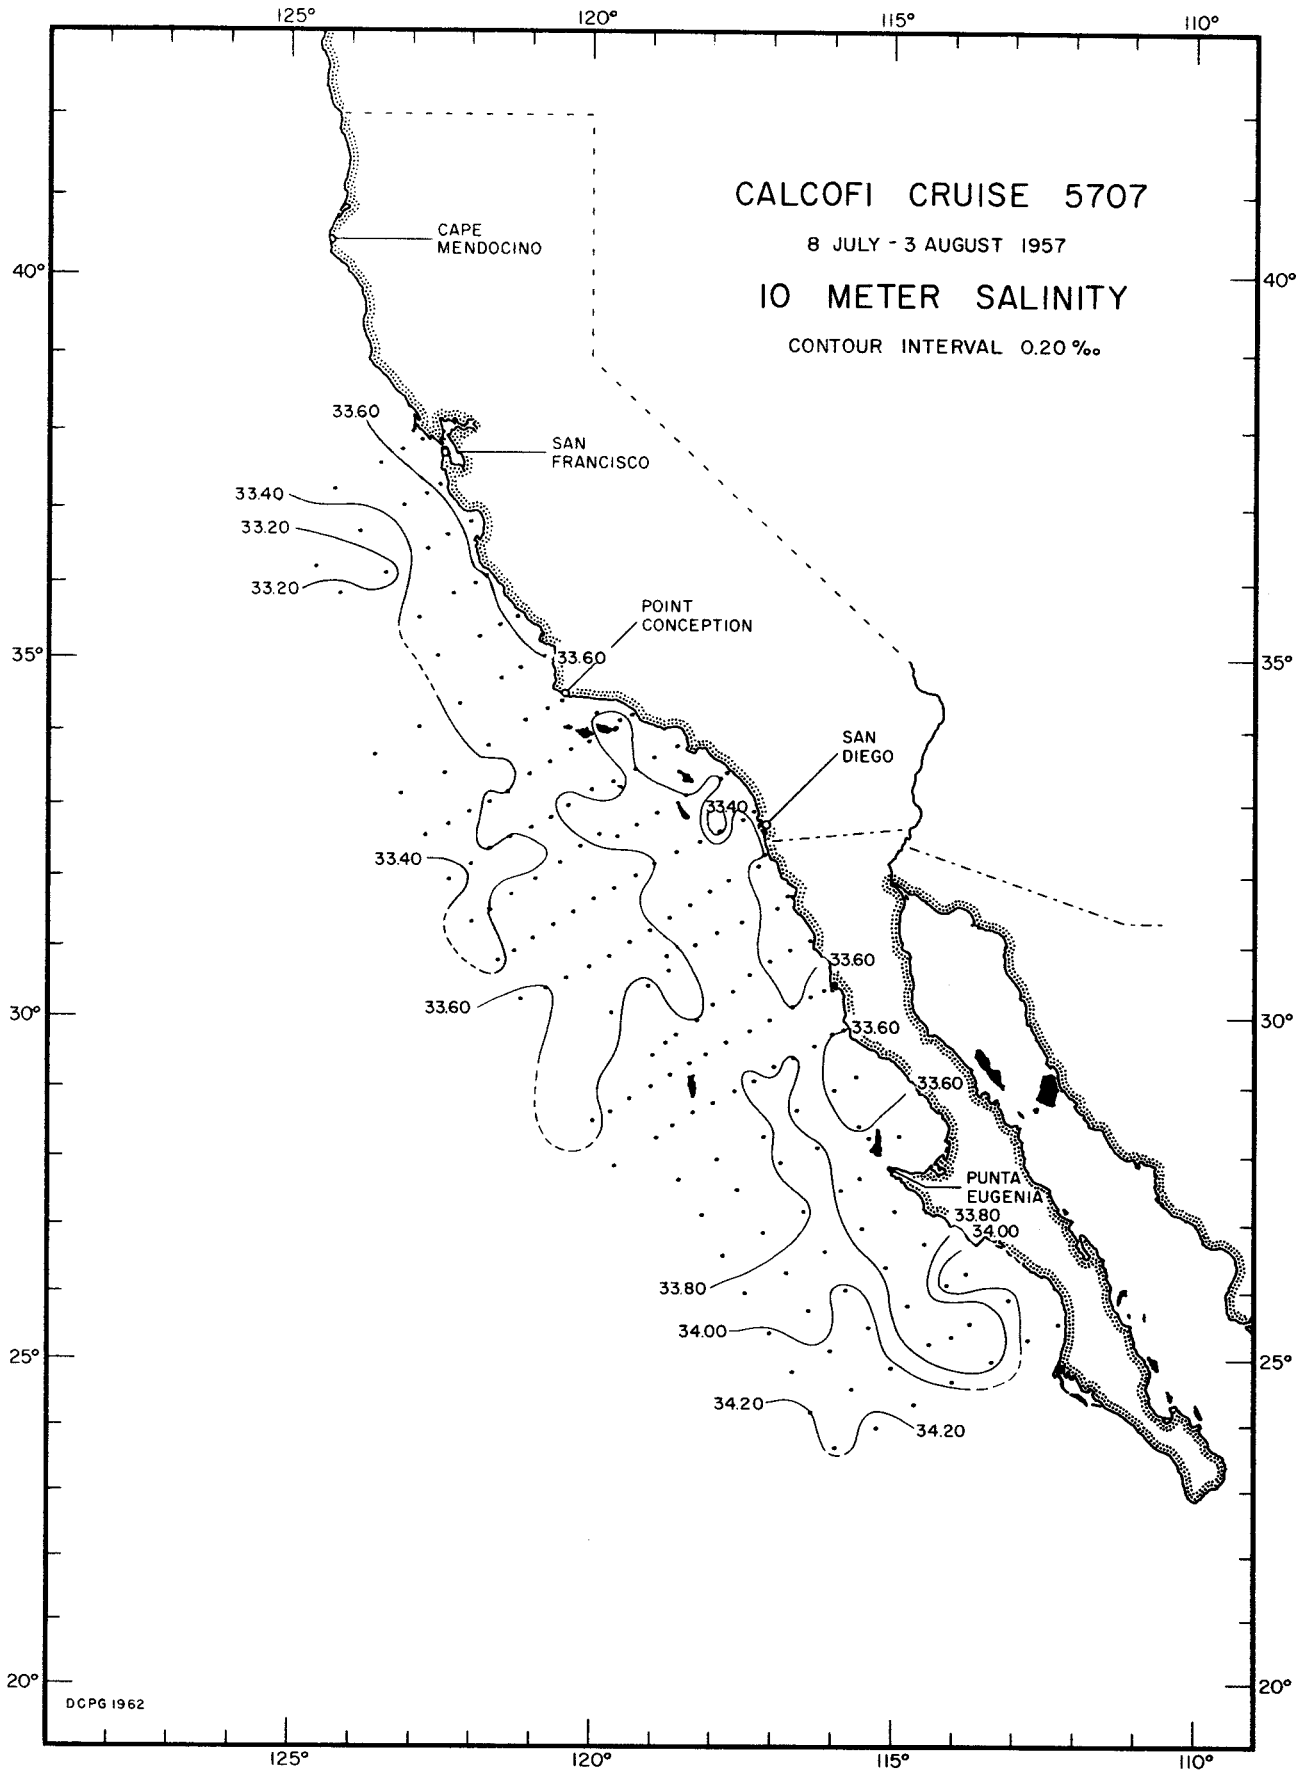 125° 120° 115° 110°
CALCOFI CRUISE 5707
8 JULY - 3 AUGUST 1957
10 METER SALINITY
CONTOUR INTERVAL 0.20 ‰
CAPE
MENDOCINO
40° 40°
33.60
SAN
FRANCISCO
33.40
33.20
33.20
POINT
CONCEPTION
35° 33.60 35°
SAN
DIEGO
33.40
33.40
33.60
33.60
30° 30°
33.60
33.60
PUNTA
EUGENIA
33.80
34.00
33.80
34.00
25° 25°
34.20
34.20
20° 20°
DCPG 1962
125° 120° 115° 110°